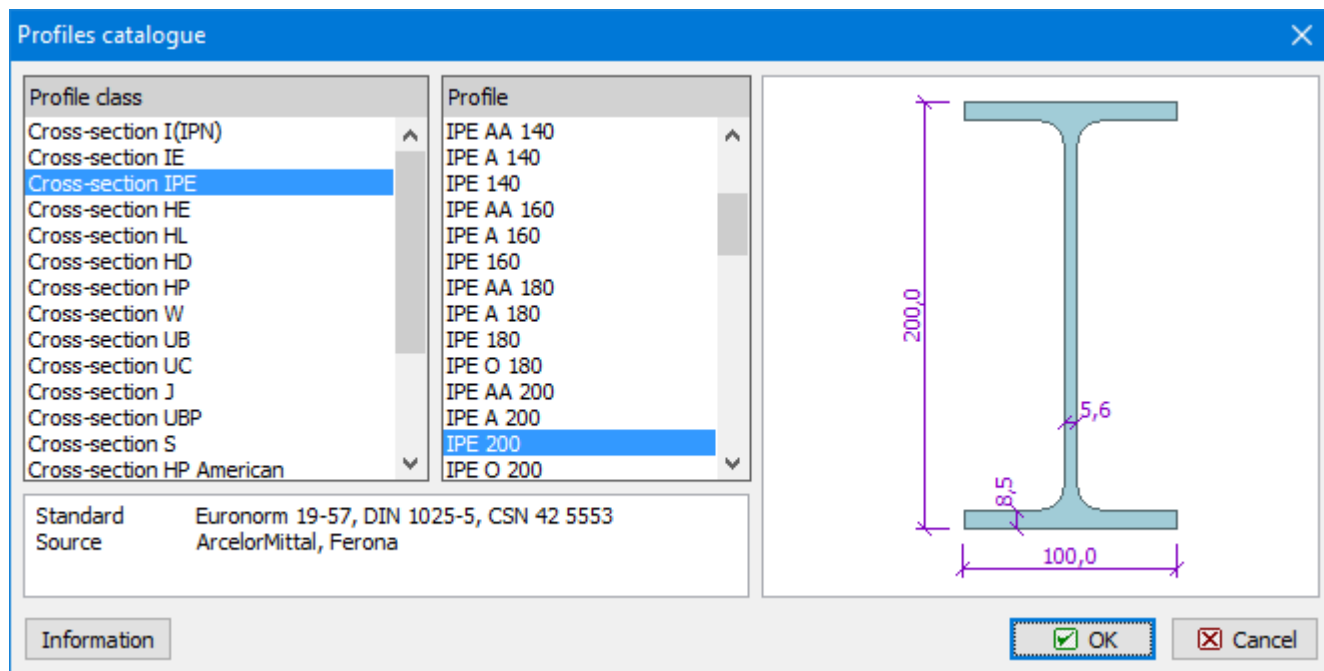 Profiles catalogue
Profile class
Cross-section I(IPN)
Cross-section IE
Cross-section IPE
Cross-section HE
Cross-section HL
Cross-section HD
Cross-section HP
Cross-section W
Cross-section UB
Cross-section UC
Cross-section J
Cross-section UBP
Cross-section S
Cross-section HP American
Profile
IPE AA 140
IPE A 140
IPE 140
IPE AA 160
IPE A 160
IPE 160
IPE AA 180
IPE A 180
IPE 180
IPE O 180
IPE AA 200
IPE A 200
IPE 200
IPE O 200
200,0
5,6
8,5
100,0
Standard Euronorm 19-57, DIN 1025-5, CSN 42 5553
Source ArcelorMittal, Ferona
Information
OK
Cancel